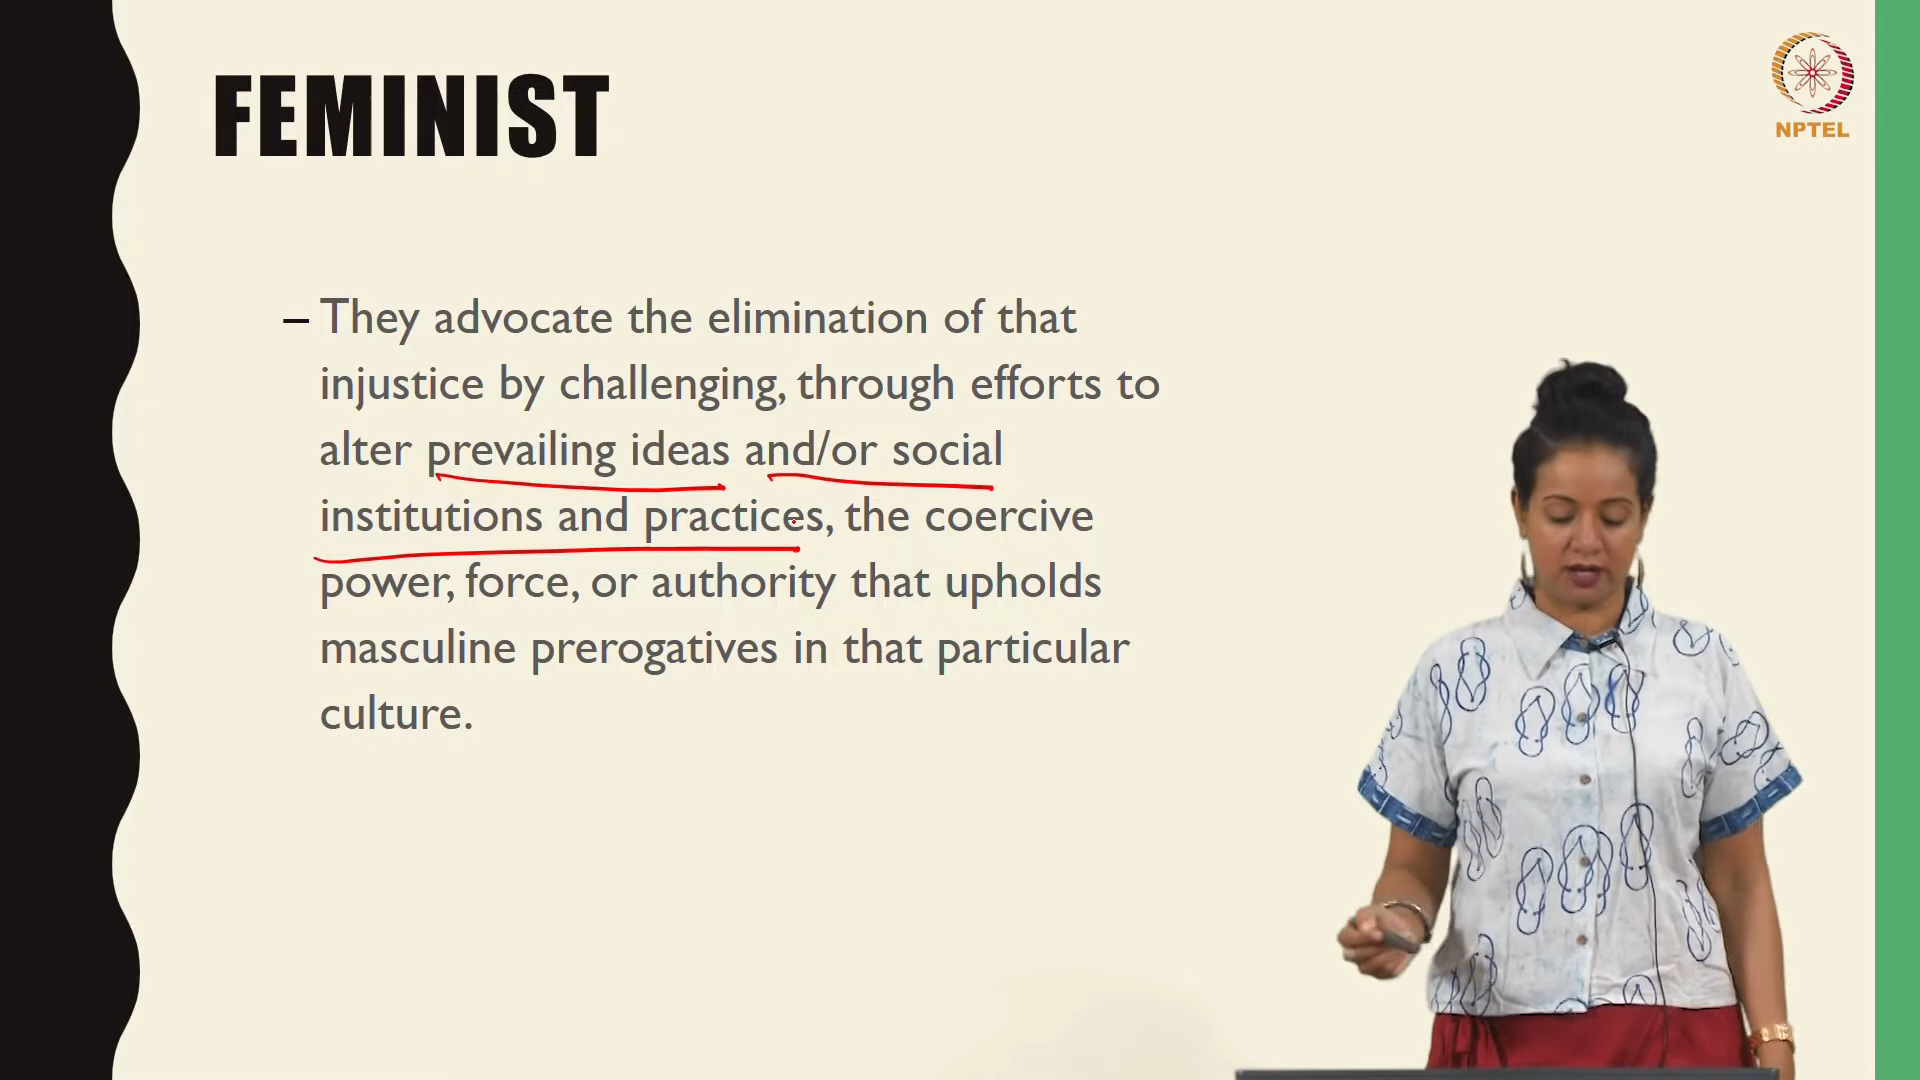 FEMINIST
NPTEL
– They advocate the elimination of that
injustice by challenging, through efforts to
alter prevailing ideas and/or social
institutions and practices, the coercive
power, force, or authority that upholds
masculine prerogatives in that particular
culture.